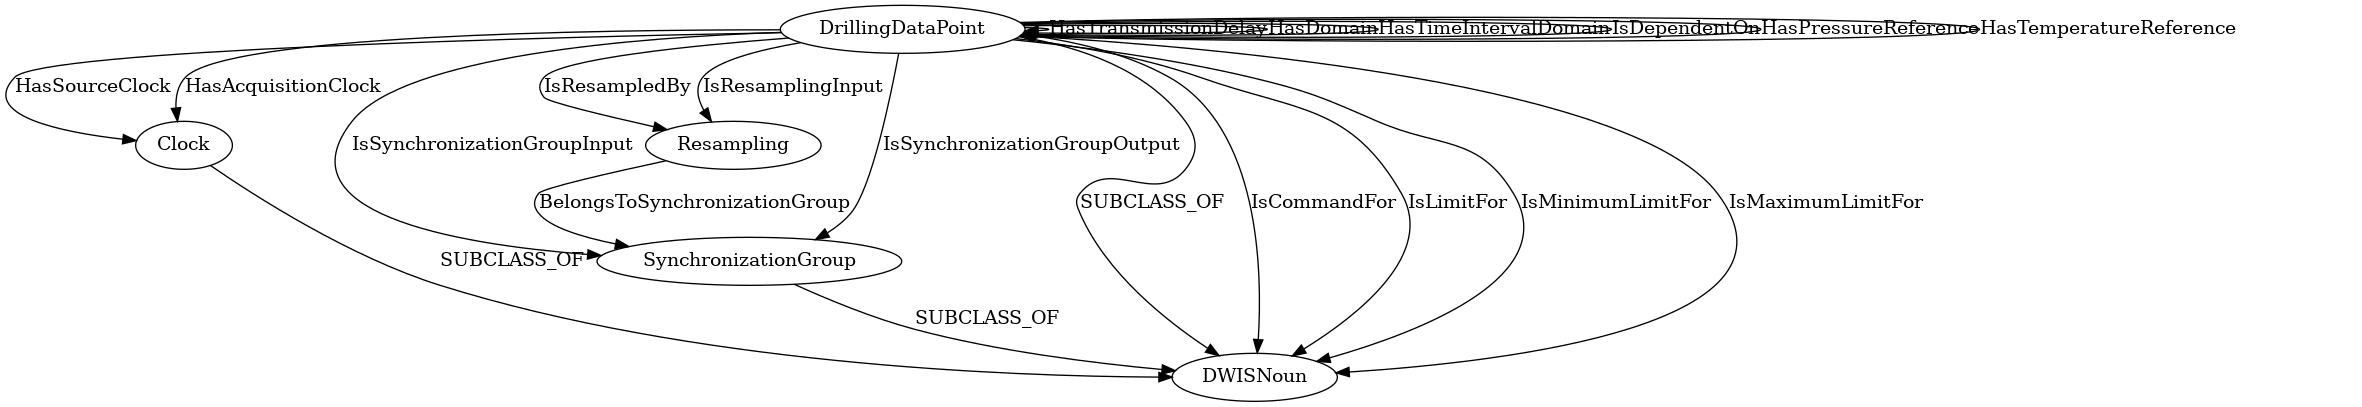 DrillingDataPoint
HasTransmissionDelay
HasDomain
HasTimeIntervalDomain
IsDependentOn
HasPressureReference
HasTemperatureReference
HasSourceClock
HasAcquisitionClock
IsResampledBy
IsResamplingInput
Clock
IsSynchronizationGroupInput
Resampling
IsSynchronizationGroupOutput
BelongsToSynchronizationGroup
SUBCLASS_OF
IsCommandFor
IsLimitFor
IsMinimumLimitFor
IsMaximumLimitFor
SUBCLASS_OF
SynchronizationGroup
SUBCLASS_OF
DWISNoun